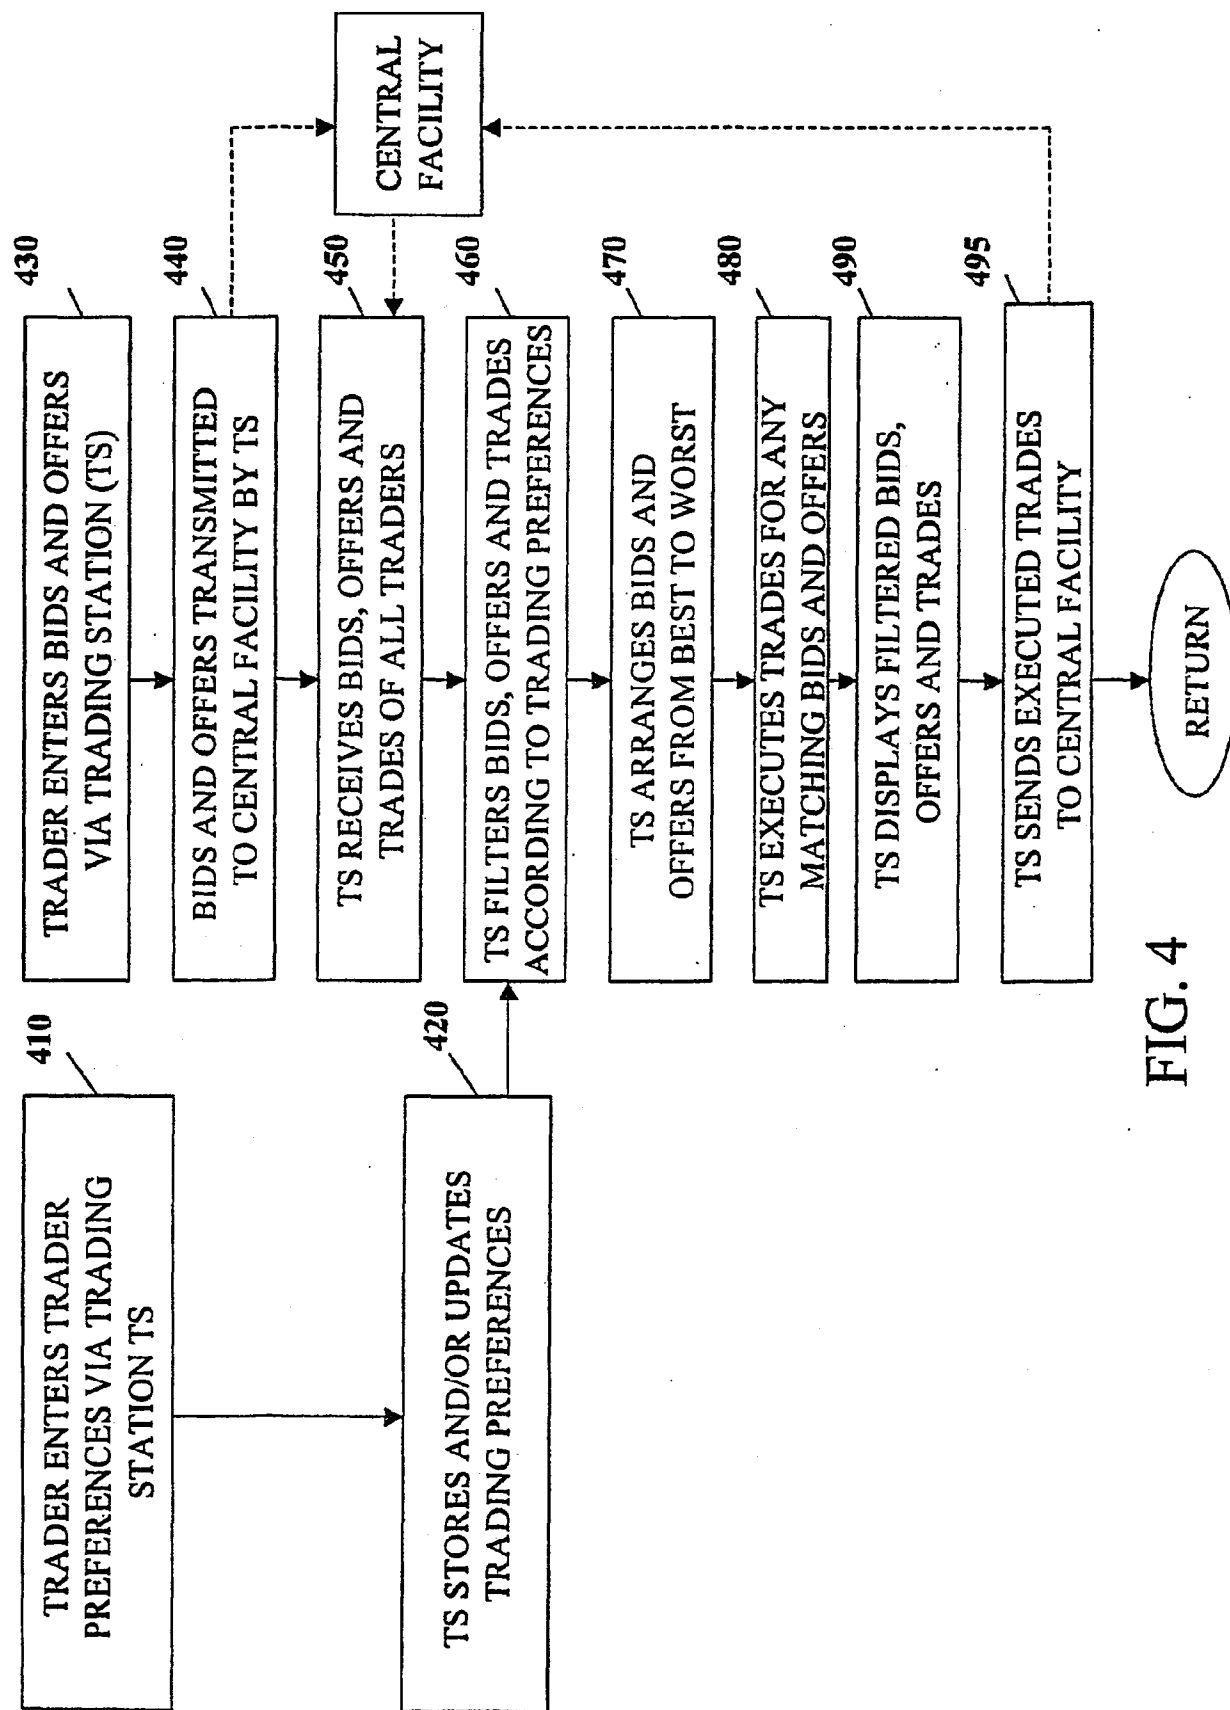 410
TRADER ENTERS TRADER
PREFERENCES VIA TRADING
STATION TS
420
TS STORES AND/OR UPDATES
TRADING PREFERENCES
430
TRADER ENTERS BIDS AND OFFERS
VIA TRADING STATION (TS)
440
BIDS AND OFFERS TRANSMITTED
TO CENTRAL FACILITY BY TS
450
TS RECEIVES BIDS, OFFERS AND
TRADES OF ALL TRADERS
460
TS FILTERS BIDS, OFFERS AND TRADES
ACCORDING TO TRADING PREFERENCES
470
TS ARRANGES BIDS AND
OFFERS FROM BEST TO WORST
480
TS EXECUTES TRADES FOR ANY
MATCHING BIDS AND OFFERS
490
TS DISPLAYS FILTERED BIDS,
OFFERS AND TRADES
495
TS SENDS EXECUTED TRADES
TO CENTRAL FACILITY
CENTRAL
FACILITY
RETURN
FIG. 4